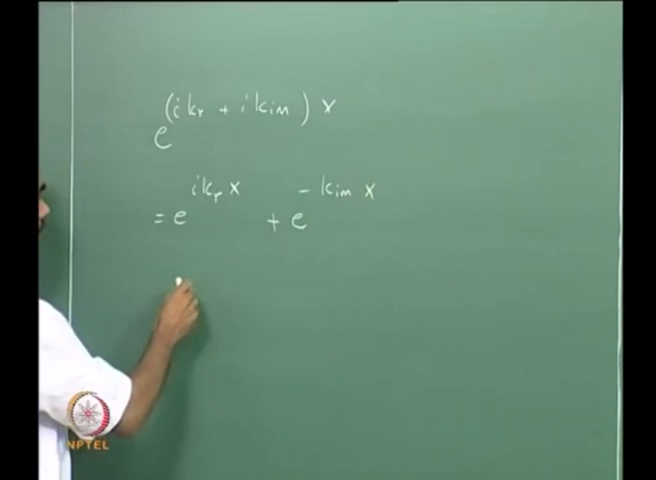 e^(ik_r + ik_im) x
= e^ik_r x + e^-k_im x
NPTEL